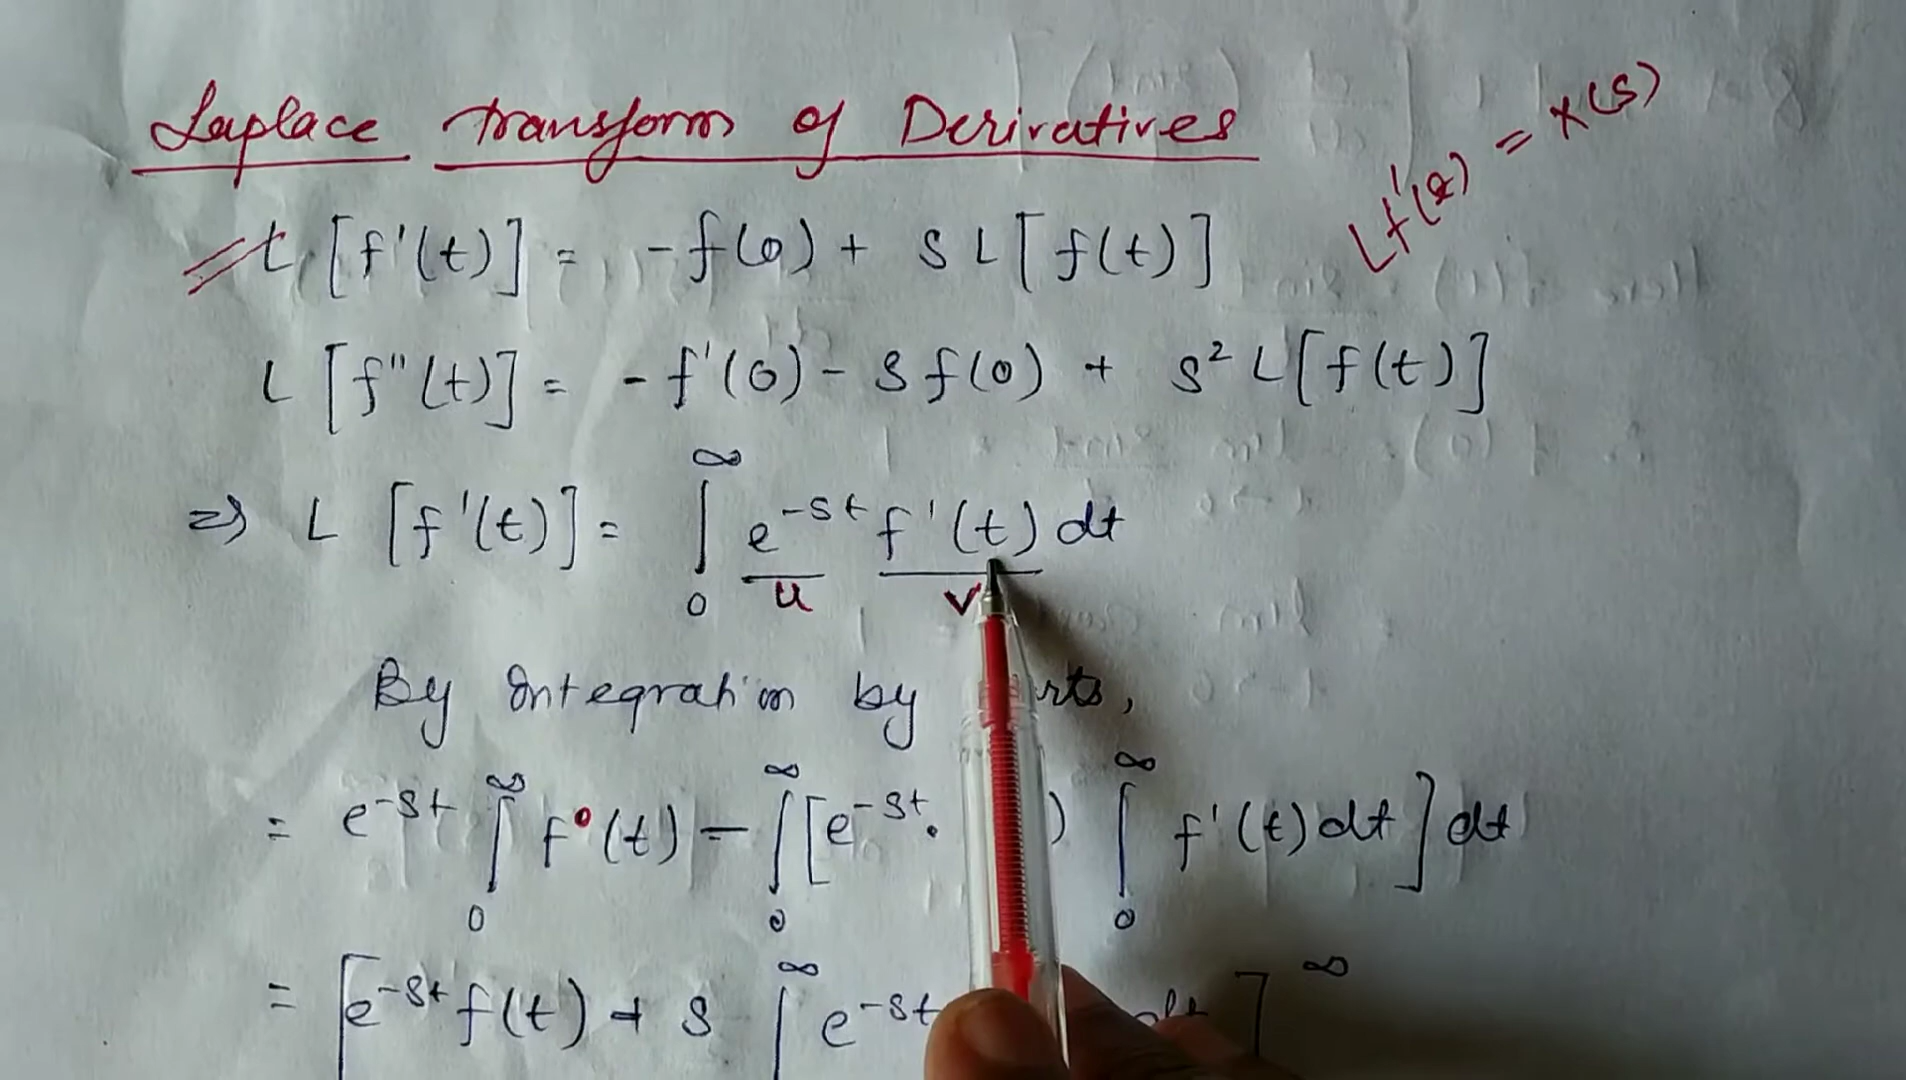 Laplace transform of Derivatives
Lf'(x) = X(s)
L [f'(t)] = -f(0) + S L [f(t)]
L [f"(t)] = - f'(0) - S f(0) + S² L [f(t)]
⇒ L [f'(t)] = ∫₀^∞ e^-st f'(t) dt
u v
By Integration by
= e^-st ∫₀^∞ f'(t) - ∫₀^∞ [e^-st . ) ∫₀^∞ f'(t) dt] dt
= [e^-st f(t) + s ∫^∞ e^-st dt ]^∞